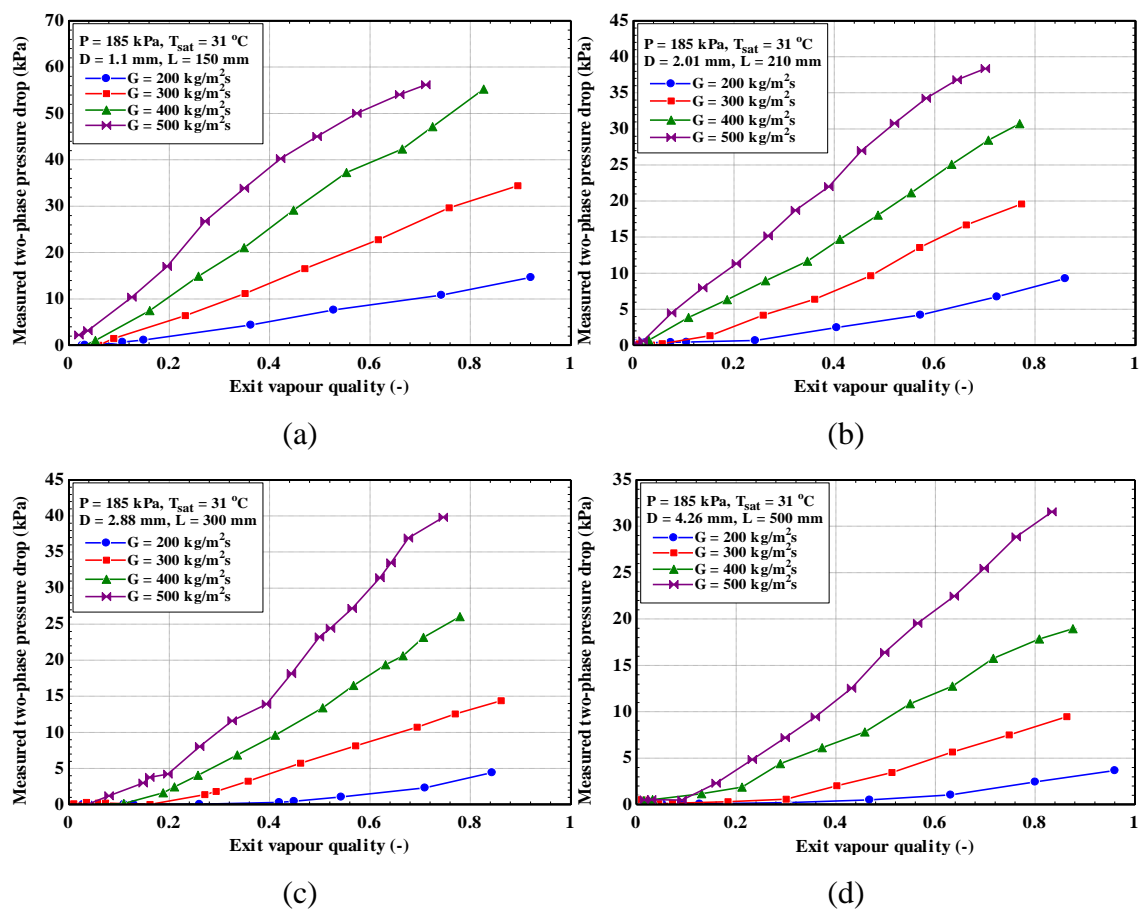 P = 185 kPa, T_sat = 31 °C
D = 1.1 mm, L = 150 mm
G = 200 kg/m²s
G = 300 kg/m²s
G = 400 kg/m²s
G = 500 kg/m²s
Measured two-phase pressure drop (kPa)
70
60
50
40
30
20
10
0
0 0.2 0.4 0.6 0.8 1
Exit vapour quality (-)
(a)
P = 185 kPa, T_sat = 31 °C
D = 2.01 mm, L = 210 mm
G = 200 kg/m²s
G = 300 kg/m²s
G = 400 kg/m²s
G = 500 kg/m²s
Measured two-phase pressure drop (kPa)
45
40
35
30
25
20
15
10
5
0
0 0.2 0.4 0.6 0.8 1
Exit vapour quality (-)
(b)
P = 185 kPa, T_sat = 31 °C
D = 2.88 mm, L = 300 mm
G = 200 kg/m²s
G = 300 kg/m²s
G = 400 kg/m²s
G = 500 kg/m²s
Measured two-phase pressure drop (kPa)
45
40
35
30
25
20
15
10
5
0
0 0.2 0.4 0.6 0.8 1
Exit vapour quality (-)
(c)
P = 185 kPa, T_sat = 31 °C
D = 4.26 mm, L = 500 mm
G = 200 kg/m²s
G = 300 kg/m²s
G = 400 kg/m²s
G = 500 kg/m²s
Measured two-phase pressure drop (kPa)
35
30
25
20
15
10
5
0
0 0.2 0.4 0.6 0.8 1
Exit vapour quality (-)
(d)